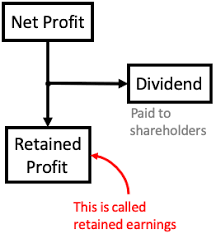 Net Profit
Dividend
Paid to
shareholders
Retained
Profit
This is called
retained earnings